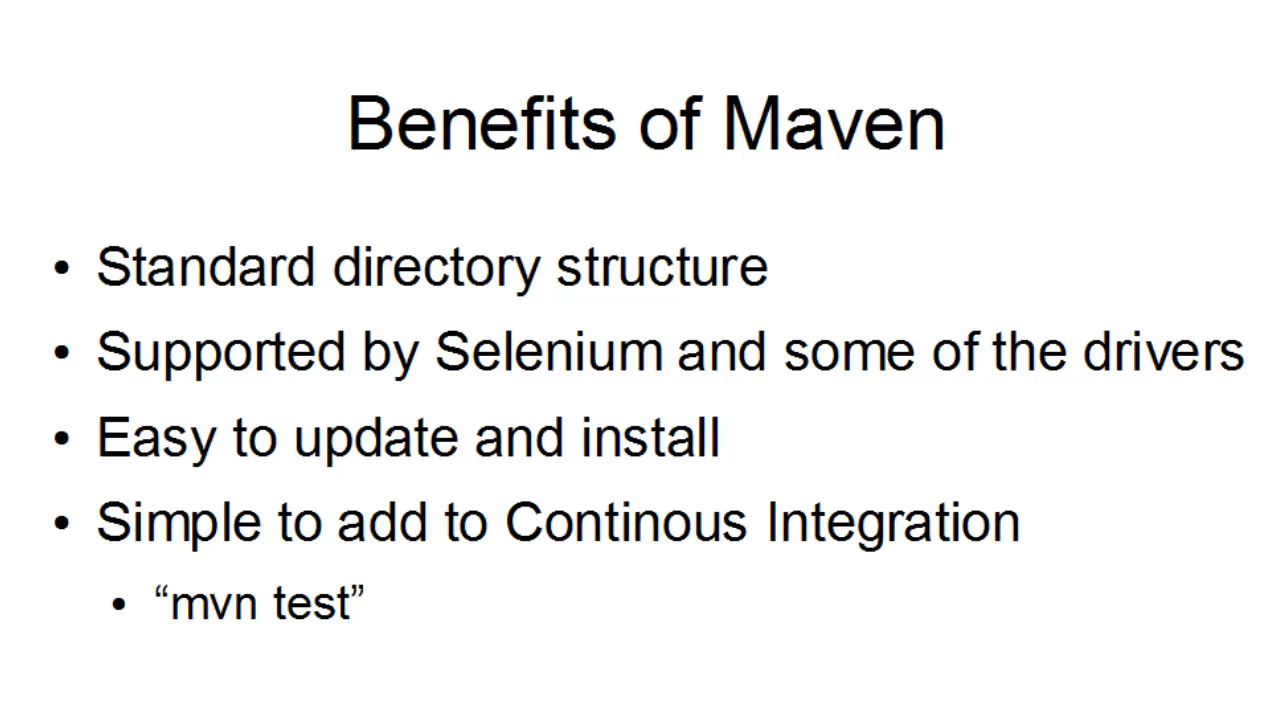 Benefits of Maven
• Standard directory structure
• Supported by Selenium and some of the drivers
• Easy to update and install
• Simple to add to Continous Integration
• “mvn test”